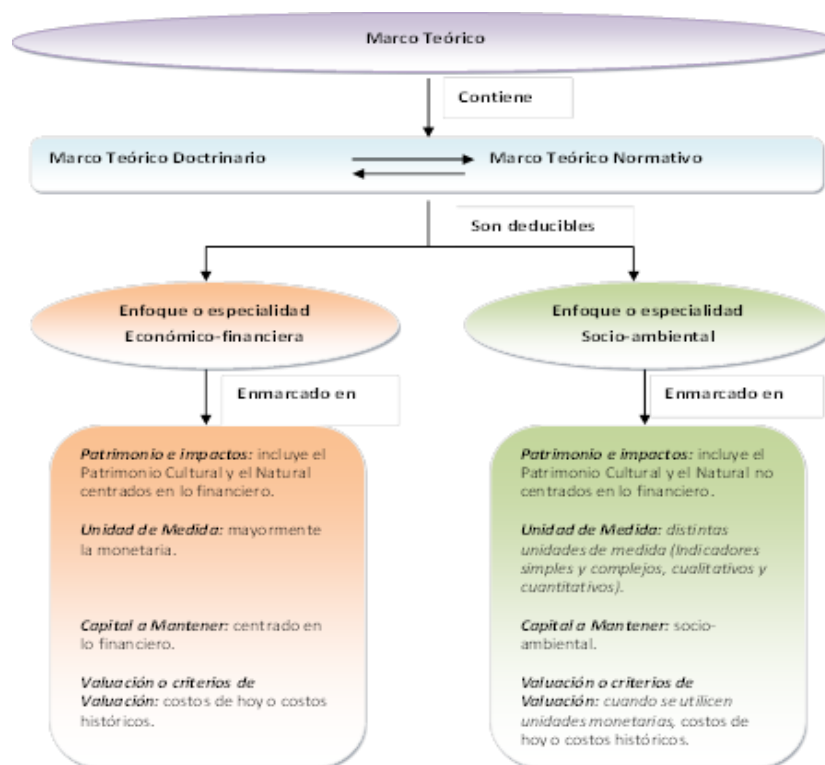 Marco Teórico
Contiene
Marco Teórico Doctrinario
Marco Teórico Normativo
Son deducibles
Enfoque o especialidad
Económico-financiera
Enfoque o especialidad
Socio-ambiental
Enmarcado en
Enmarcado en
Patrimonio e impactos: incluye el
Patrimonio Cultural y el Natural
centrados en lo financiero.
Unidad de Medida: mayormente
la monetaria.
Capital a Mantener: centrado en
lo financiero.
Valuación o criterios de
Valuación: costos de hoy o costos
históricos.
Patrimonio e impactos: incluye el
Patrimonio Cultural y el Natural no
centrados en lo financiero.
Unidad de Medida: distintas
unidades de medida (Indicadores
simples y complejos, cualitativos y
cuantitativos).
Capital a Mantener: socio-
ambiental.
Valuación o criterios de
Valuación: cuando se utilicen
unidades monetarias, costos de
hoy o costos históricos.